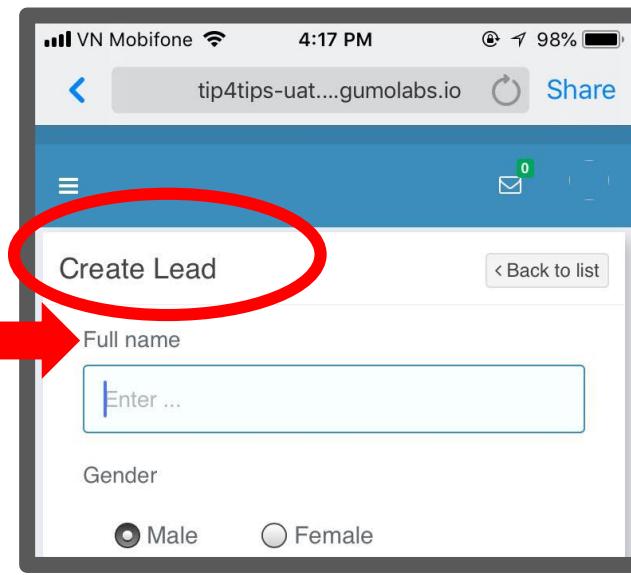 VN Mobifone 4:17 PM 98%
tip4tips-uat....gumolabs.io Share
0
Create Lead < Back to list
Full name
Enter ...
Gender
Male Female